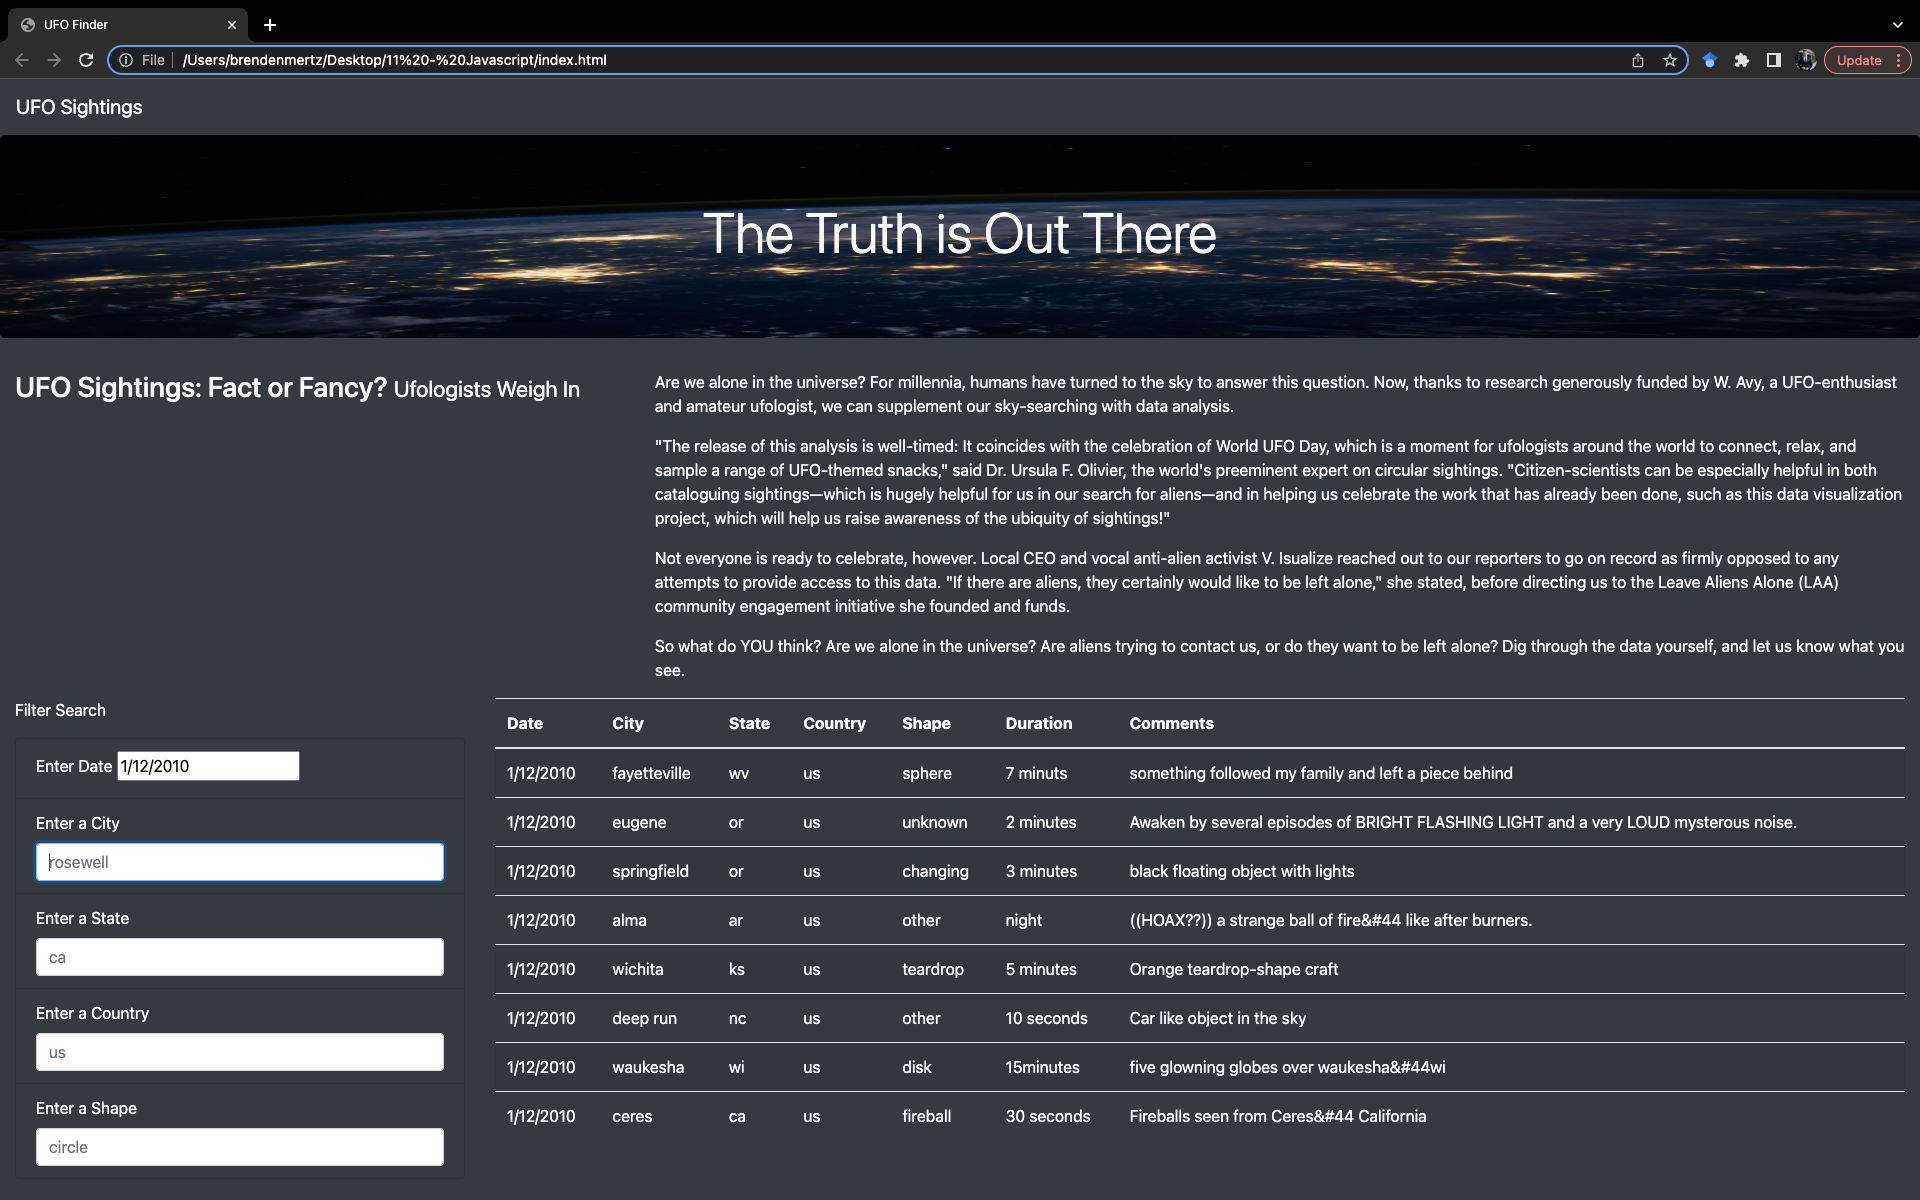 UFO Finder
File
/Users/brendenmertz/Desktop/11%20-%20Javascript/index.html
Update
UFO Sightings
The Truth is Out There
UFO Sightings: Fact or Fancy? Ufologists Weigh In
Are we alone in the universe? For millennia, humans have turned to the sky to answer this question. Now, thanks to research generously funded by W. Avy, a UFO-enthusiast
and amateur ufologist, we can supplement our sky-searching with data analysis.
"The release of this analysis is well-timed: It coincides with the celebration of World UFO Day, which is a moment for ufologists around the world to connect, relax, and
sample a range of UFO-themed snacks," said Dr. Ursula F. Olivier, the world's preeminent expert on circular sightings. "Citizen-scientists can be especially helpful in both
cataloguing sightings—which is hugely helpful for us in our search for aliens—and in helping us celebrate the work that has already been done, such as this data visualization
project, which will help us raise awareness of the ubiquity of sightings!"
Not everyone is ready to celebrate, however. Local CEO and vocal anti-alien activist V. Isualize reached out to our reporters to go on record as firmly opposed to any
attempts to provide access to this data. "If there are aliens, they certainly would like to be left alone," she stated, before directing us to the Leave Aliens Alone (LAA)
community engagement initiative she founded and funds.
So what do YOU think? Are we alone in the universe? Are aliens trying to contact us, or do they want to be left alone? Dig through the data yourself, and let us know what you
see.
Filter Search
Enter Date 1/12/2010
Enter a City
rosewell
Enter a State
ca
Enter a Country
us
Enter a Shape
circle
Date City State Country Shape Duration Comments
1/12/2010 fayetteville wv us sphere 7 minuts something followed my family and left a piece behind
1/12/2010 eugene or us unknown 2 minutes Awaken by several episodes of BRIGHT FLASHING LIGHT and a very LOUD mysterous noise.
1/12/2010 springfield or us changing 3 minutes black floating object with lights
1/12/2010 alma ar us other night ((HOAX??)) a strange ball of fire&#44 like after burners.
1/12/2010 wichita ks us teardrop 5 minutes Orange teardrop-shape craft
1/12/2010 deep run nc us other 10 seconds Car like object in the sky
1/12/2010 waukesha wi us disk 15minutes five glowning globes over waukesha&#44wi
1/12/2010 ceres ca us fireball 30 seconds Fireballs seen from Ceres&#44 California